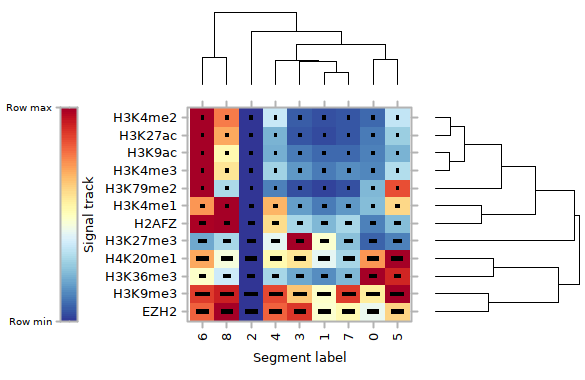 Row max
Row min
Signal track
H3K4me2
H3K27ac
H3K9ac
H3K4me3
H3K79me2
H3K4me1
H2AFZ
H3K27me3
H4K20me1
H3K36me3
H3K9me3
EZH2
6 8 2 4 3 1 7 0 5
Segment label